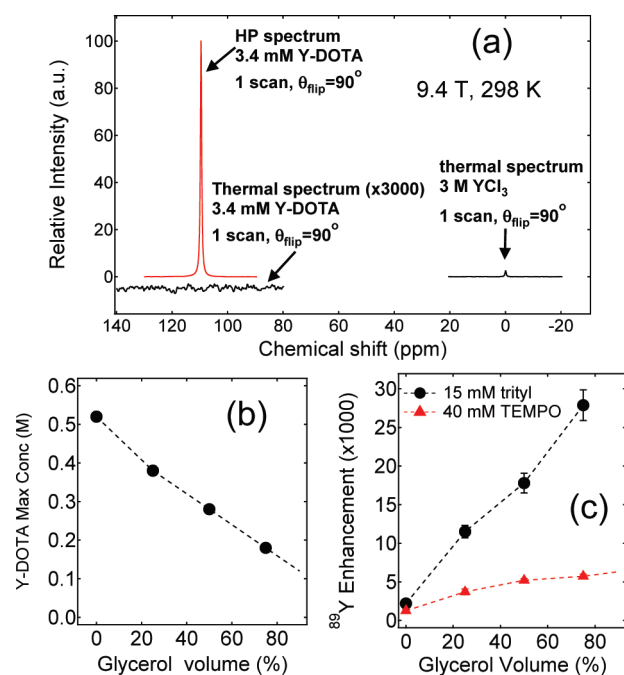 (a)
HP spectrum
3.4 mM Y-DOTA
1 scan, θflip=90°
9.4 T, 298 K
Thermal spectrum (x3000)
3.4 mM Y-DOTA
1 scan, θflip=90°
thermal spectrum
3 M YCl3
1 scan, θflip=90°
Relative Intensity (a.u.)
100
80
60
40
20
0
140 120 100 80 60 40 20 0 -20
Chemical shift (ppm)
(b)
Y-DOTA Max Conc (M)
0.6
0.5
0.4
0.3
0.2
0.1
0.0
0 20 40 60 80
Glycerol volume (%)
15 mM trityl
40 mM TEMPO
(c)
89Y Enhancement (x1000)
30
25
20
15
10
5
0
0 20 40 60 80
Glycerol Volume (%)